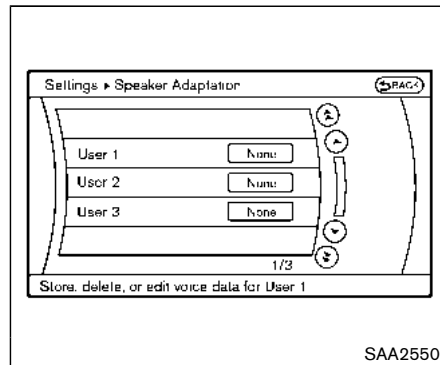 Settings ▸ Speaker Adaptation
BACK
User 1 None
User 2 None
User 3 None
1/3
Store, delete, or edit voice data for User 1
SAA2550